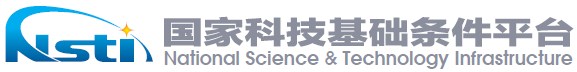 Nsti
国家科技基础条件平台
National Science & Technology Infrastructure